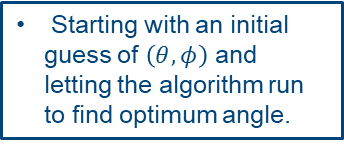 • Starting with an initial
guess of (θ, ϕ) and
letting the algorithm run
to find optimum angle.